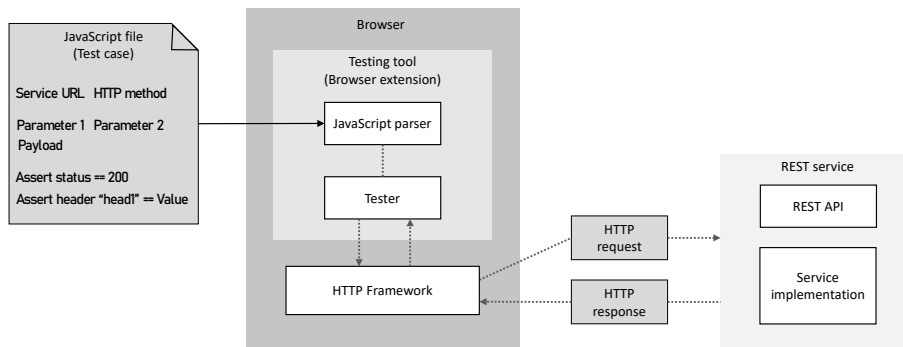 JavaScript file
(Test case)
Service URL HTTP method
Parameter 1 Parameter 2
Payload
Assert status == 200
Assert header “head1” == Value
Browser
Testing tool
(Browser extension)
JavaScript parser
Tester
HTTP Framework
HTTP
request
HTTP
response
REST service
REST API
Service
implementation